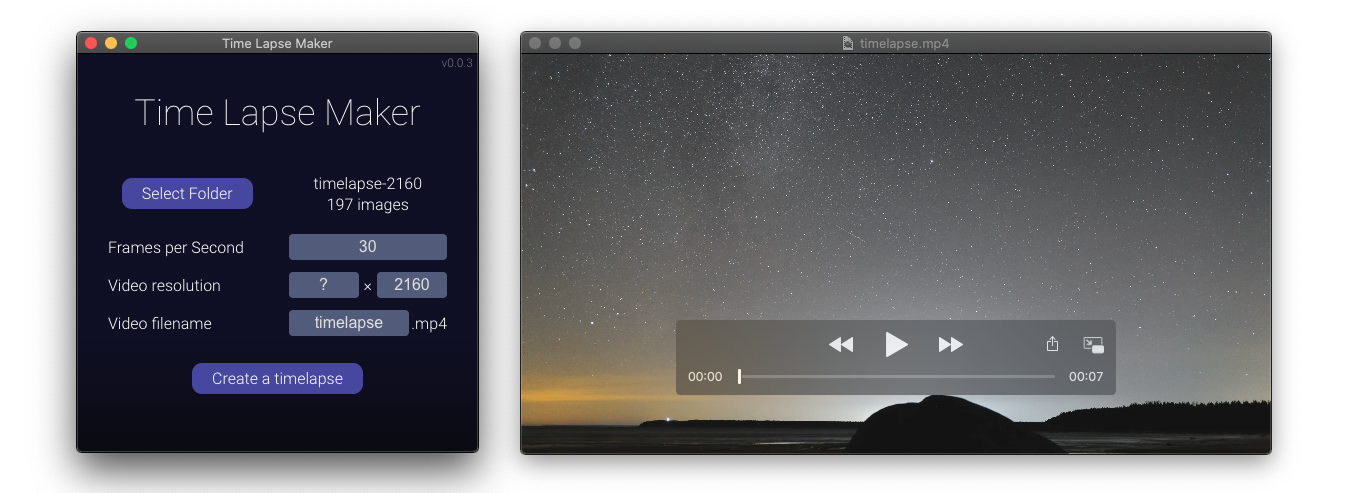 Time Lapse Maker
v0.0.3
Time Lapse Maker
Select Folder
timelapse-2160
197 images
Frames per Second
30
Video resolution
? × 2160
Video filename
timelapse .mp4
Create a timelapse
timelapse.mp4
00:00
00:07